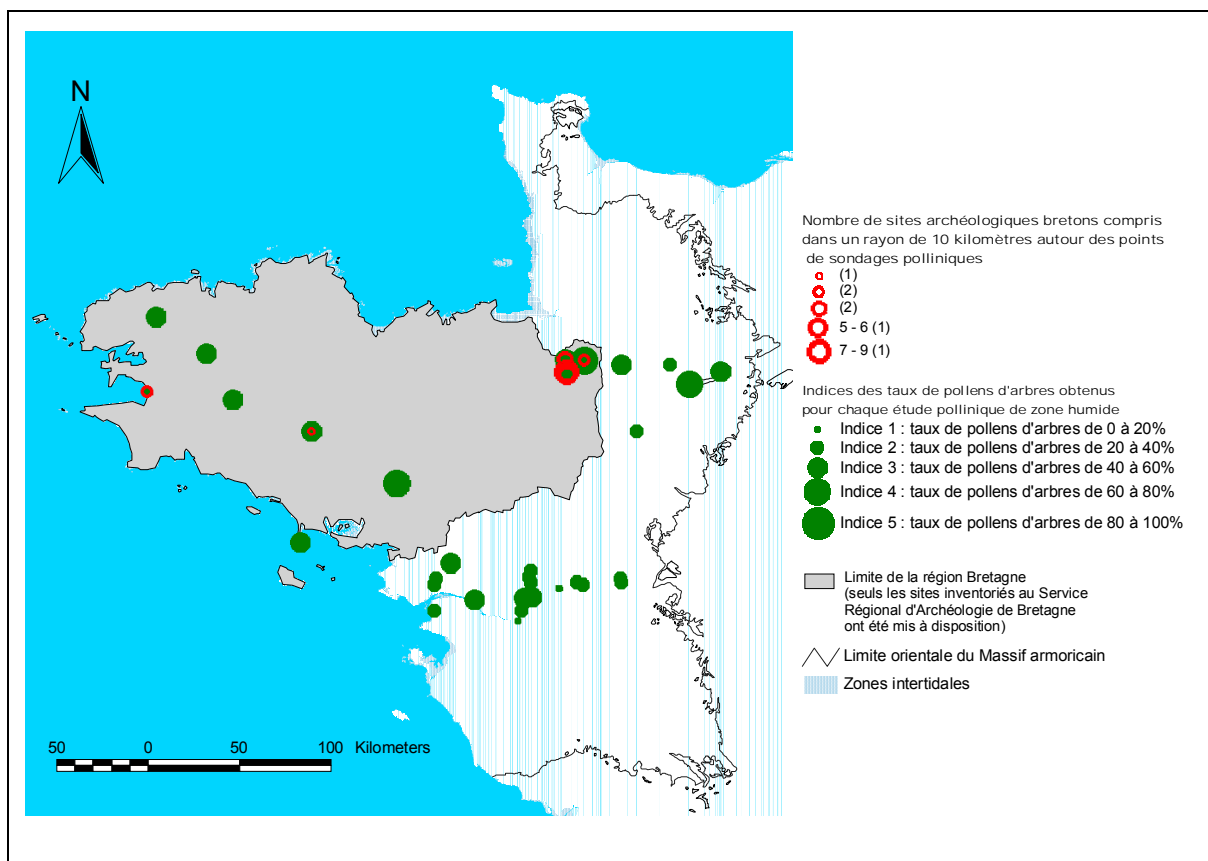 N
Nombre de sites archéologiques bretons compris
dans un rayon de 10 kilomètres autour des points
de sondages polliniques
(1)
(2)
(2)
5 - 6 (1)
7 - 9 (1)
Indices des taux de pollens d'arbres obtenus
pour chaque étude pollinique de zone humide
Indice 1 : taux de pollens d'arbres de 0 à 20%
Indice 2 : taux de pollens d'arbres de 20 à 40%
Indice 3 : taux de pollens d'arbres de 40 à 60%
Indice 4 : taux de pollens d'arbres de 60 à 80%
Indice 5 : taux de pollens d'arbres de 80 à 100%
Limite de la région Bretagne
(seuls les sites inventoriés au Service
Régional d'Archéologie de Bretagne
ont été mis à disposition)
Limite orientale du Massif armoricain
Zones intertidales
50 0 50 100 Kilometers